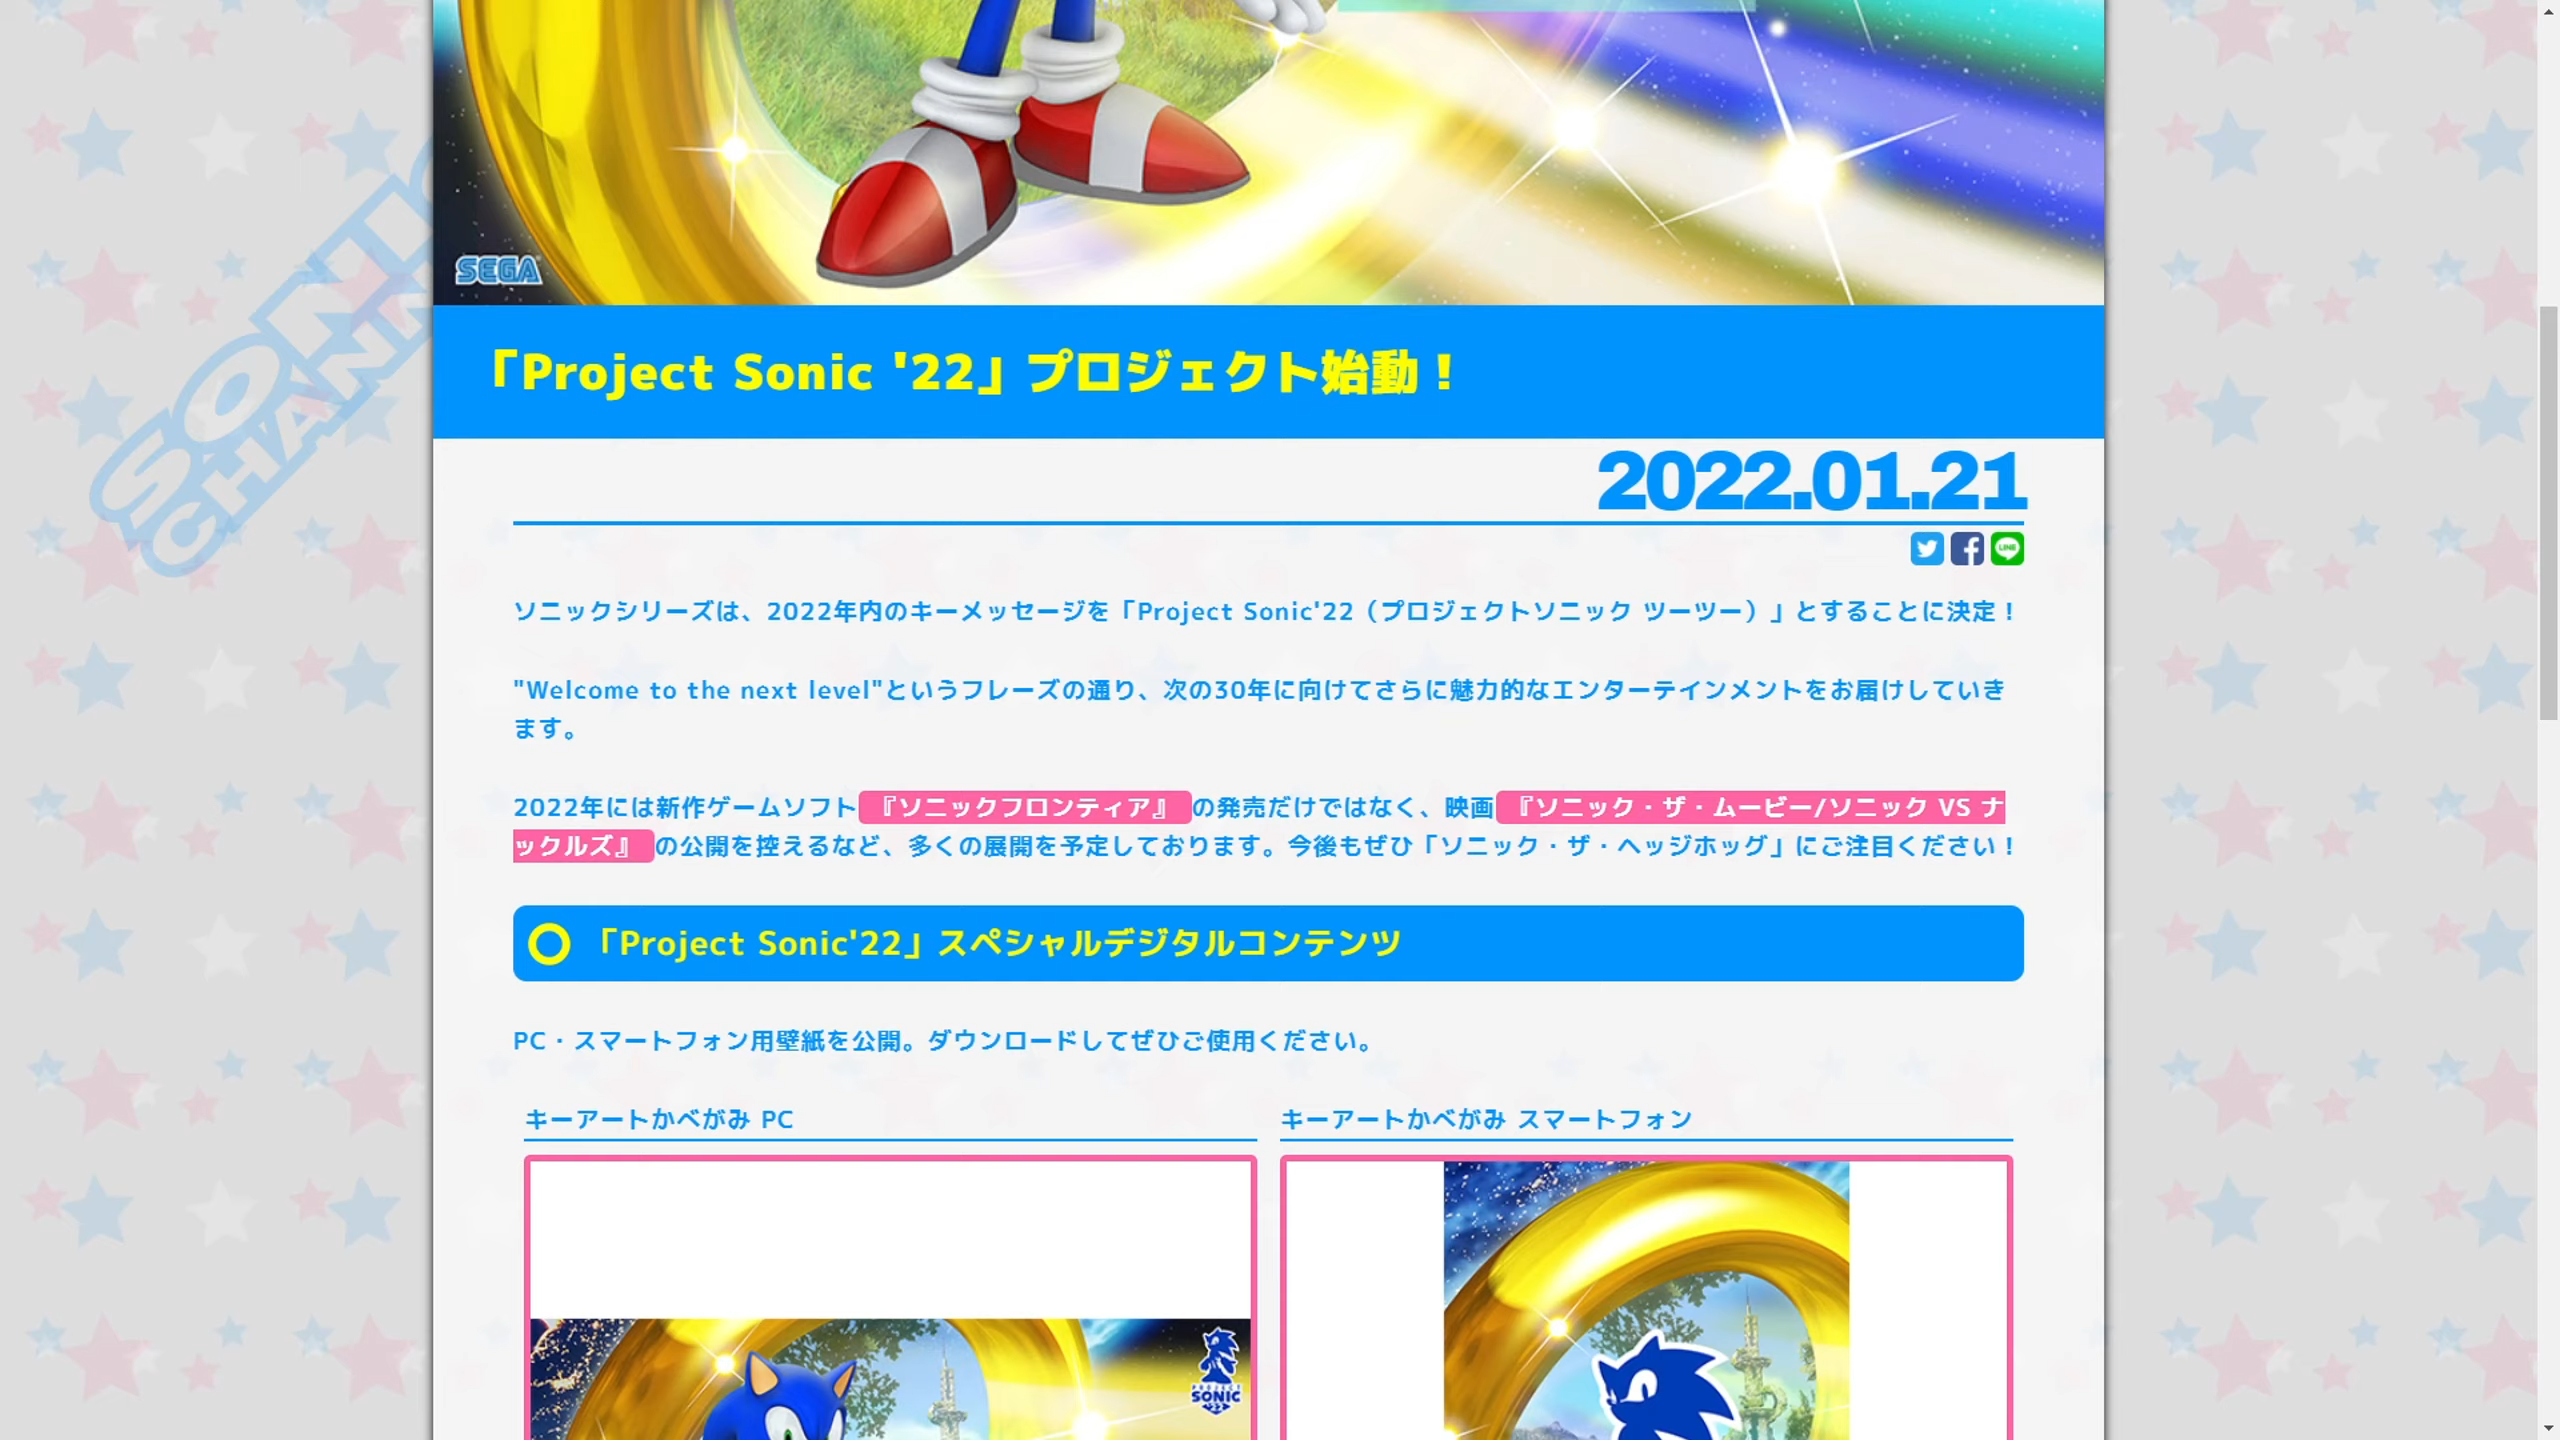 SEGA
「Project Sonic '22」プロジェクト始動！
2022.01.21
LINE
SONIC
CHANN
ソニックシリーズは、2022年内のキーメッセージを「Project Sonic'22（プロジェクトソニック ツーツー）」とすることに決定！
"Welcome to the next level"というフレーズの通り、次の30年に向けてさらに魅力的なエンターテインメントをお届けしていき
ます。
2022年には新作ゲームソフト『ソニックフロンティア』の発売だけではなく、映画『ソニック・ザ・ムービー/ソニック VS ナ
ックルズ』の公開を控えるなど、多くの展開を予定しております。今後もぜひ「ソニック・ザ・ヘッジホッグ」にご注目ください！
「Project Sonic'22」スペシャルデジタルコンテンツ
PC・スマートフォン用壁紙を公開。ダウンロードしてぜひご使用ください。
キーアートかべがみ PC
キーアートかべがみ スマートフォン
PROJECT
SONIC
'22